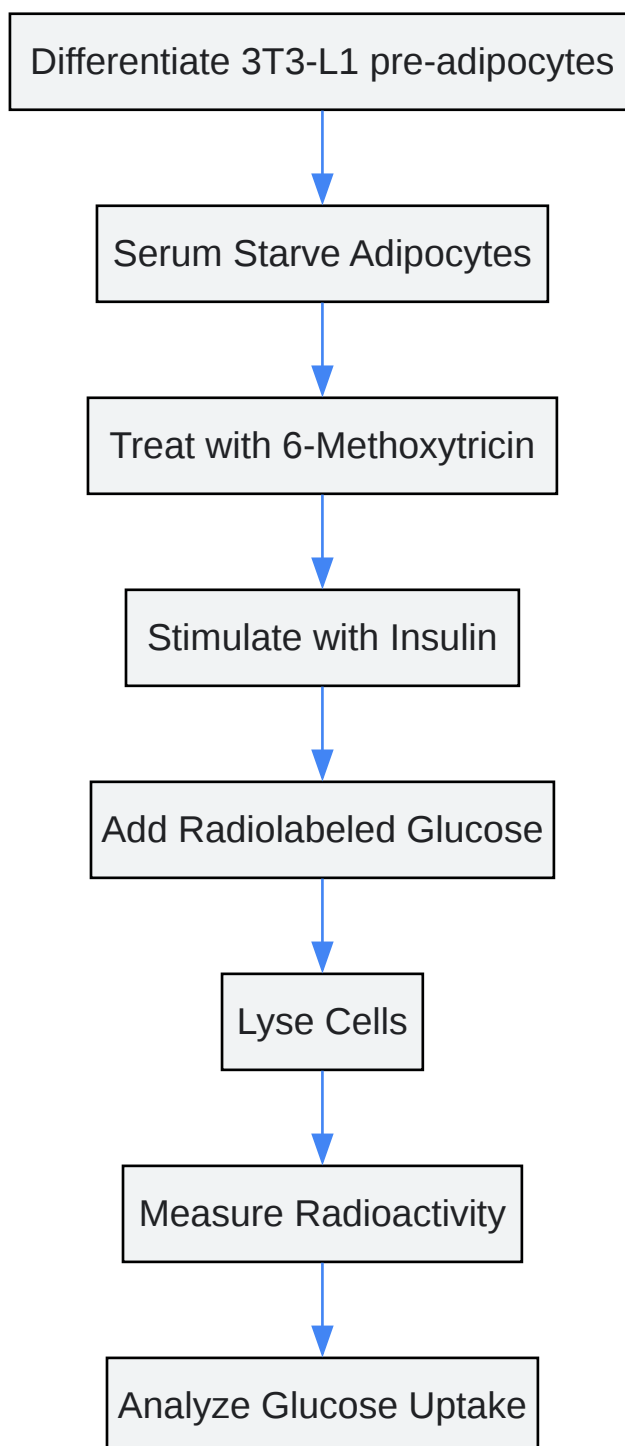 Differentiate 3T3-L1 pre-adipocytes
Serum Starve Adipocytes
Treat with 6-Methoxytricin
Stimulate with Insulin
Add Radiolabeled Glucose
Lyse Cells
Measure Radioactivity
Analyze Glucose Uptake